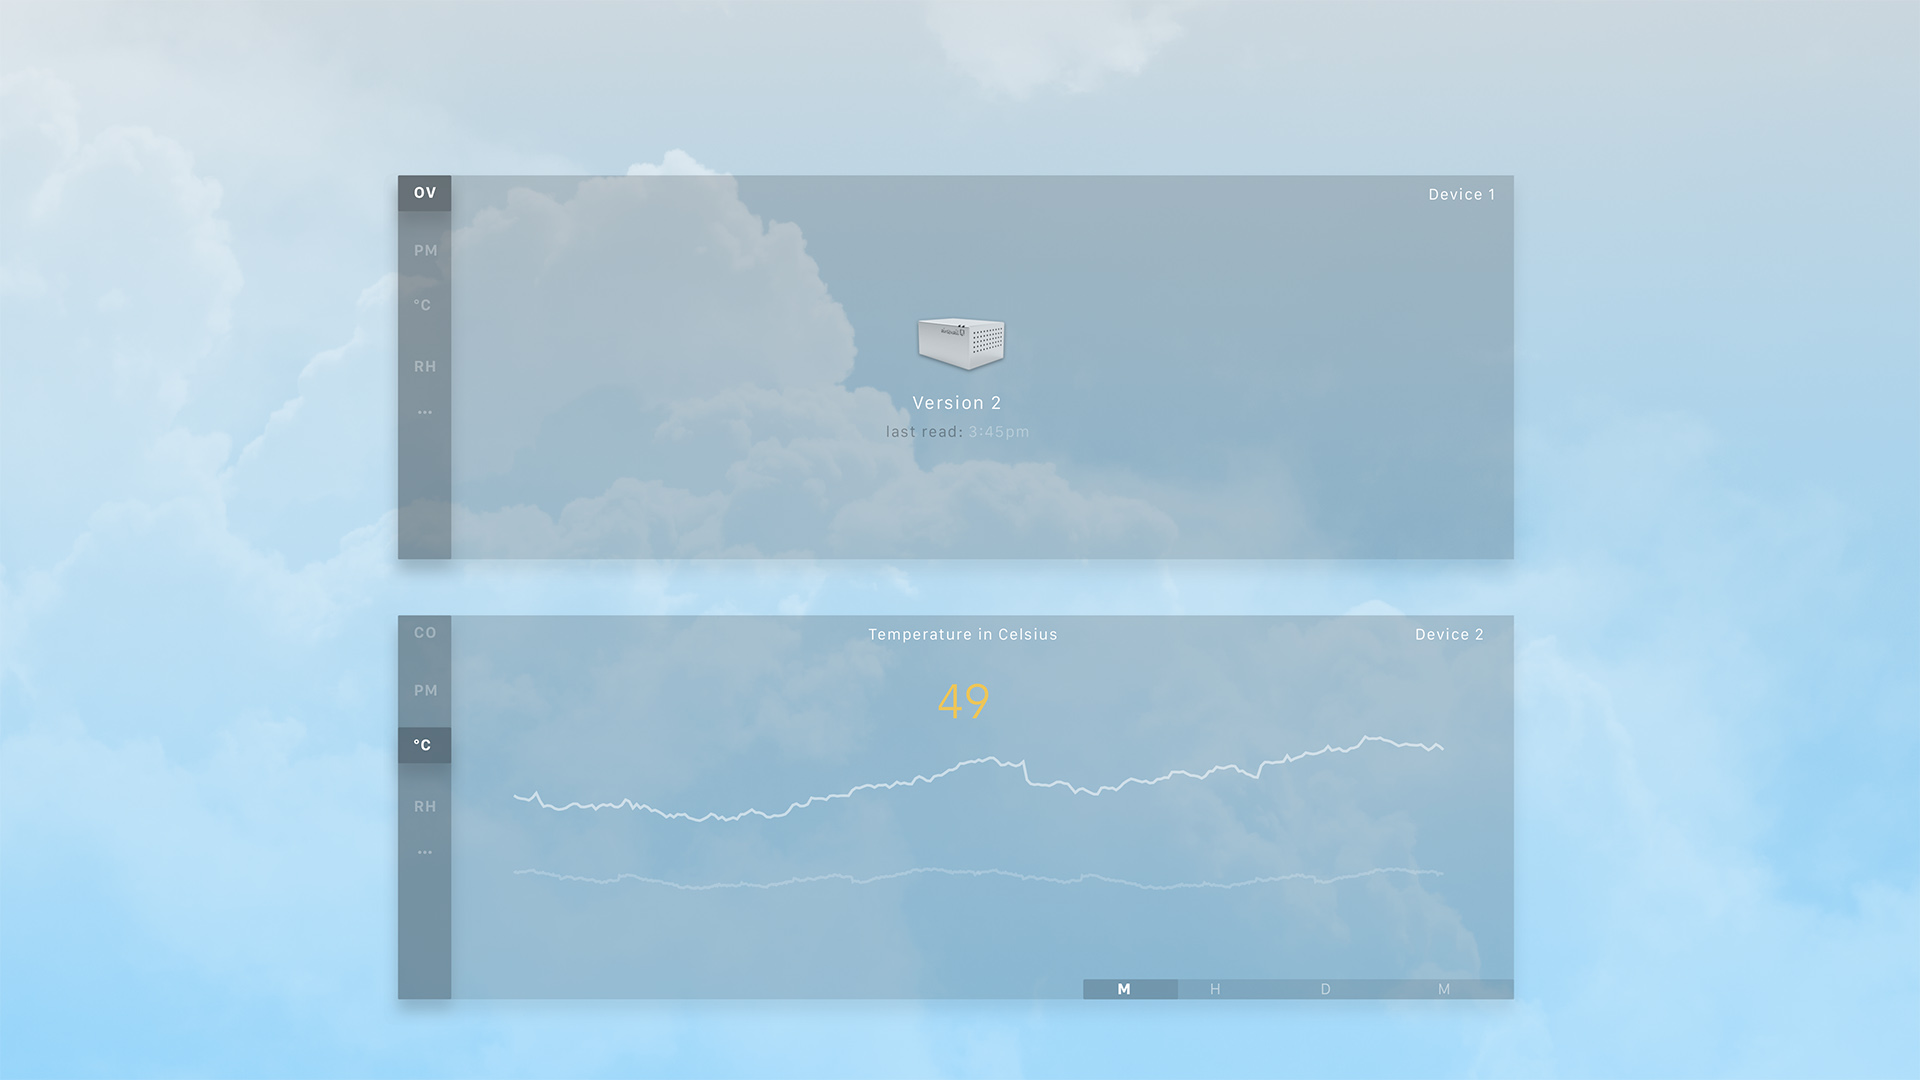 OV
Device 1
PM
°C
RH
...
Version 2
last read: 3:45pm
CO
Temperature in Celsius
Device 2
PM
49
°C
RH
...
M H D M